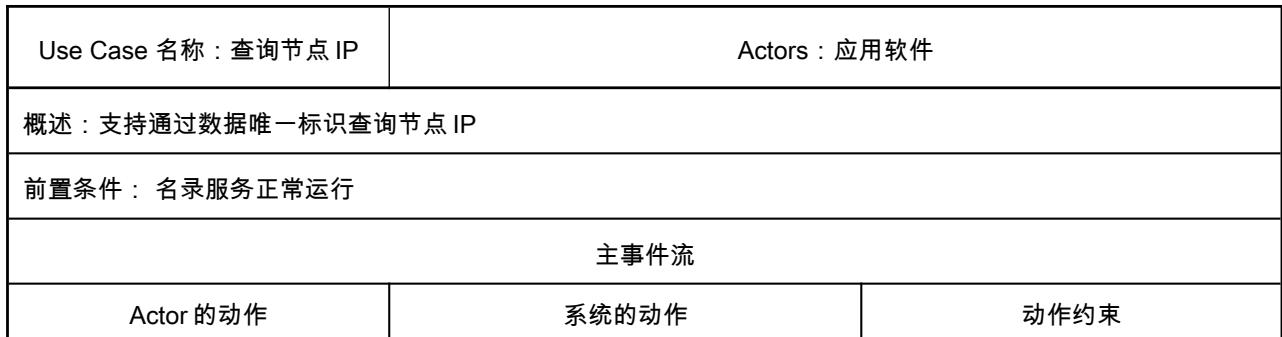 Use Case 名称：查询节点 IP
Actors：应用软件
概述：支持通过数据唯一标识查询节点 IP
前置条件： 名录服务正常运行
主事件流
Actor 的动作
系统的动作
动作约束